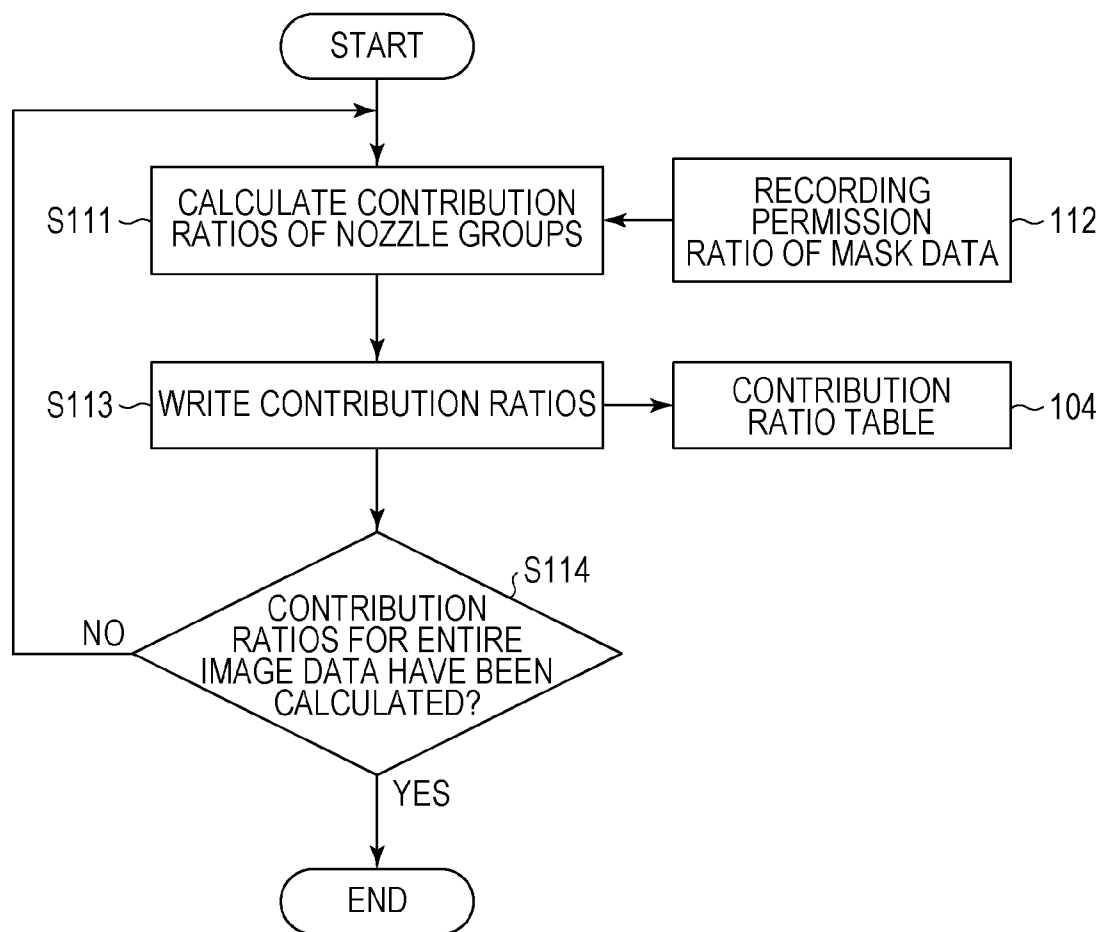 START
S111
CALCULATE CONTRIBUTION
RATIOS OF NOZZLE GROUPS
RECORDING
PERMISSION
RATIO OF MASK DATA
112
S113
WRITE CONTRIBUTION RATIOS
CONTRIBUTION
RATIO TABLE
104
S114
CONTRIBUTION
RATIOS FOR ENTIRE
IMAGE DATA HAVE BEEN
CALCULATED?
NO
YES
END